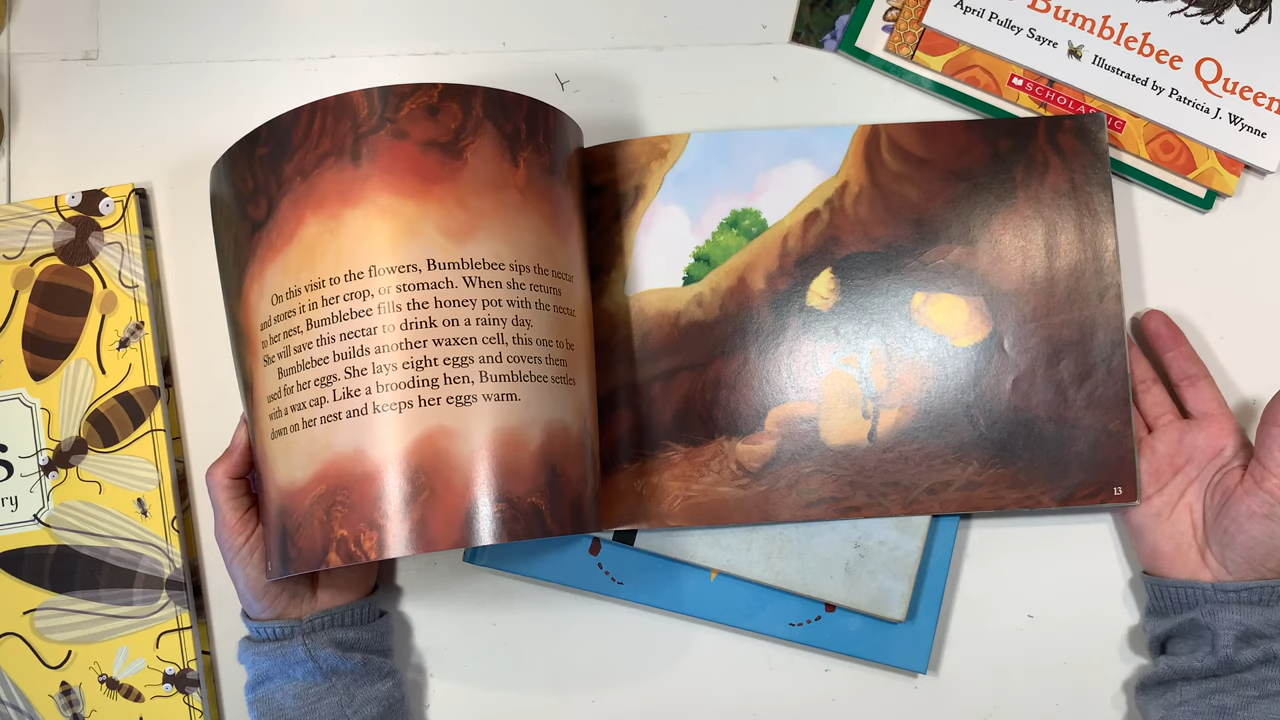 Bumblebee Queen
April Pulley Sayre Illustrated by Patricia J. Wynne
SCHOLASTIC
On this visit to the flowers, Bumblebee sips the nectar
and stores it in her crop, or stomach. When she returns
to her nest, Bumblebee fills the honey pot with the nectar.
She will save this nectar to drink on a rainy day.
Bumblebee builds another waxen cell, this one to be
used for her eggs. She lays eight eggs and covers them
with a wax cap. Like a brooding hen, Bumblebee settles
down on her nest and keeps her eggs warm.
13